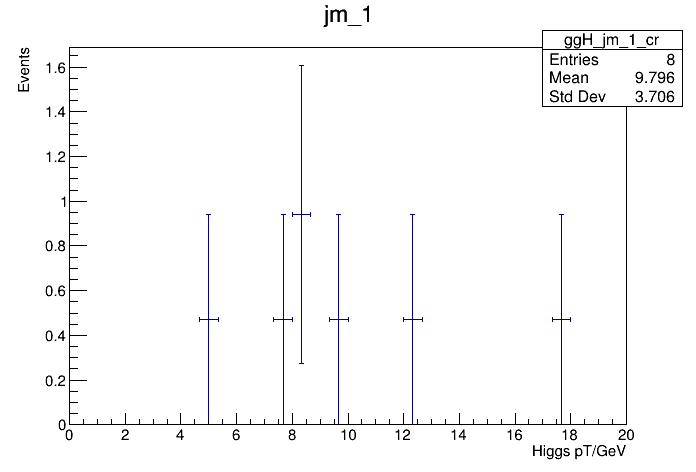 jm_1
ggH_jm_1_cr
Entries 8
Mean 9.796
Std Dev 3.706
Events
1.6
1.4
1.2
1
0.8
0.6
0.4
0.2
0
0 2 4 6 8 10 12 14 16 18 20
Higgs pT/GeV